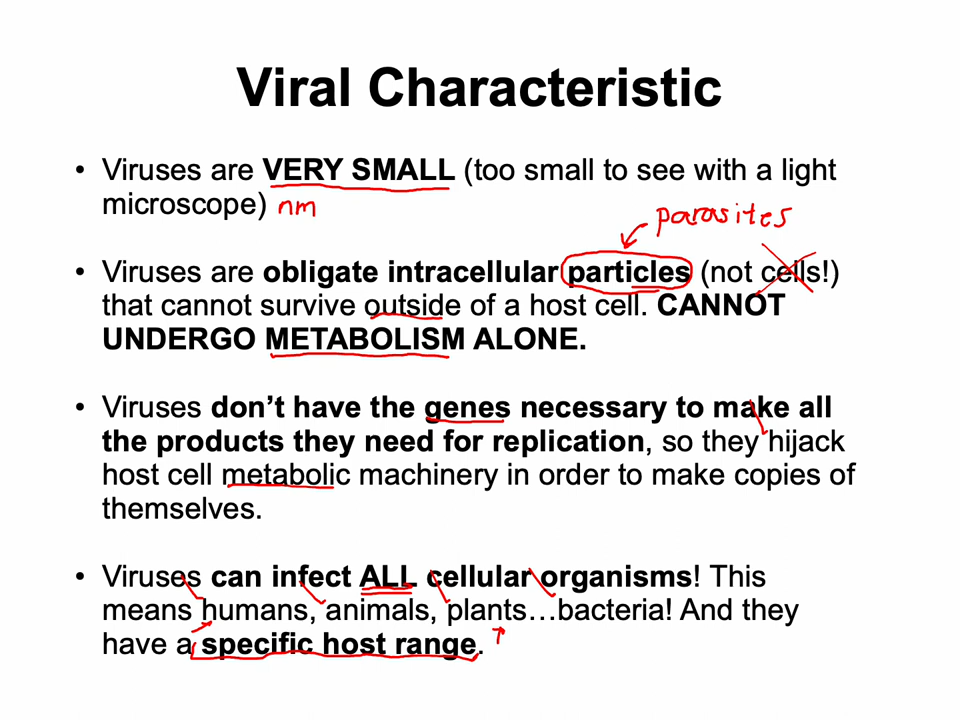 Viral Characteristic
• Viruses are VERY SMALL (too small to see with a light
microscope) nm
parasites
• Viruses are obligate intracellular particles (not cells!)
that cannot survive outside of a host cell. CANNOT
UNDERGO METABOLISM ALONE.
• Viruses don’t have the genes necessary to make all
the products they need for replication, so they hijack
host cell metabolic machinery in order to make copies of
themselves.
• Viruses can infect ALL cellular organisms! This
means humans, animals, plants…bacteria! And they
have a specific host range.